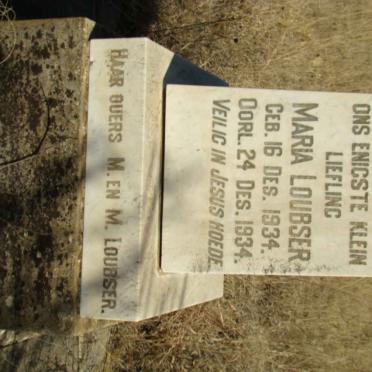 ONS ENIGSTE KLEIN
LIEFLING
MARIA LOUBSER
GEB. 16 DES. 1934.
OORL. 24 DES. 1934.
VEILIG IN JESUS HOEDE
HAAR OUERS M. EN M. LOUBSER.